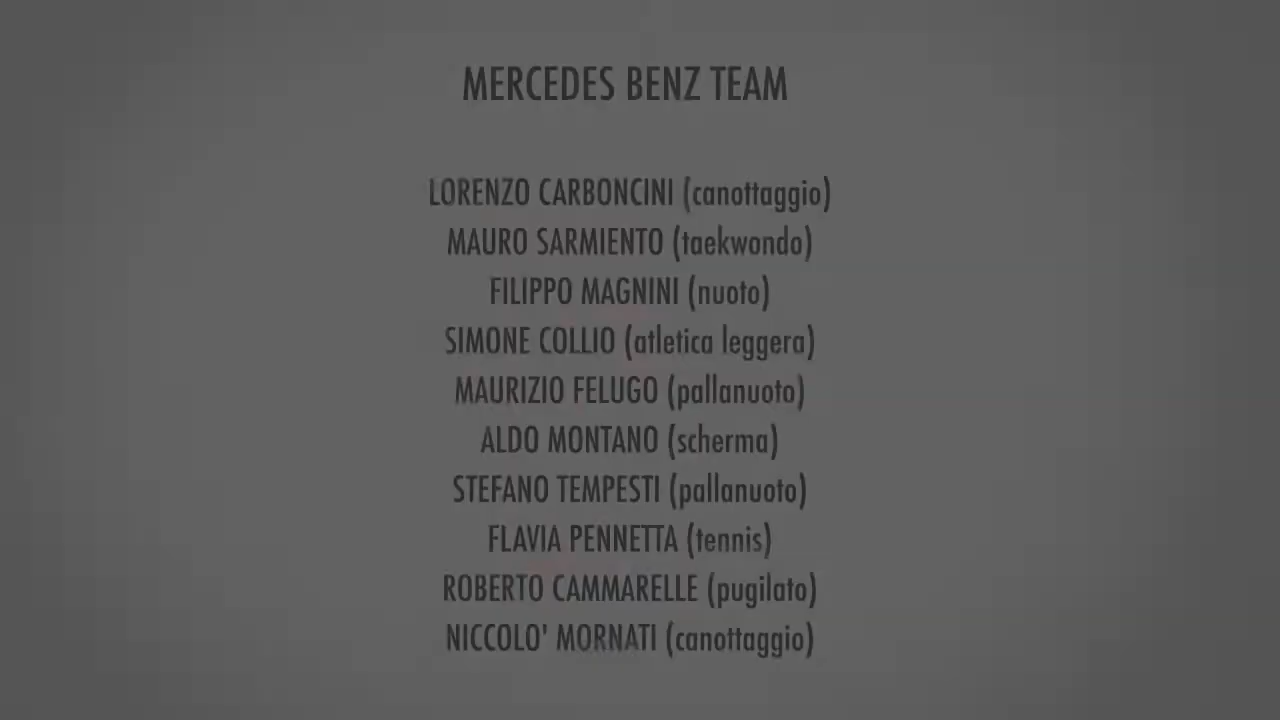 MERCEDES BENZ TEAM
LORENZO CARBONCINI (canottaggio)
MAURO SARMIENTO (taekwondo)
FILIPPO MAGNINI (nuoto)
SIMONE COLLIO (atletica leggera)
MAURIZIO FELUGO (pallanuoto)
ALDO MONTANO (scherma)
STEFANO TEMPESTI (pallanuoto)
FLAVIA PENNETTA (tennis)
ROBERTO CAMMARELLE (pugilato)
NICCOLO' MORNATI (canottaggio)